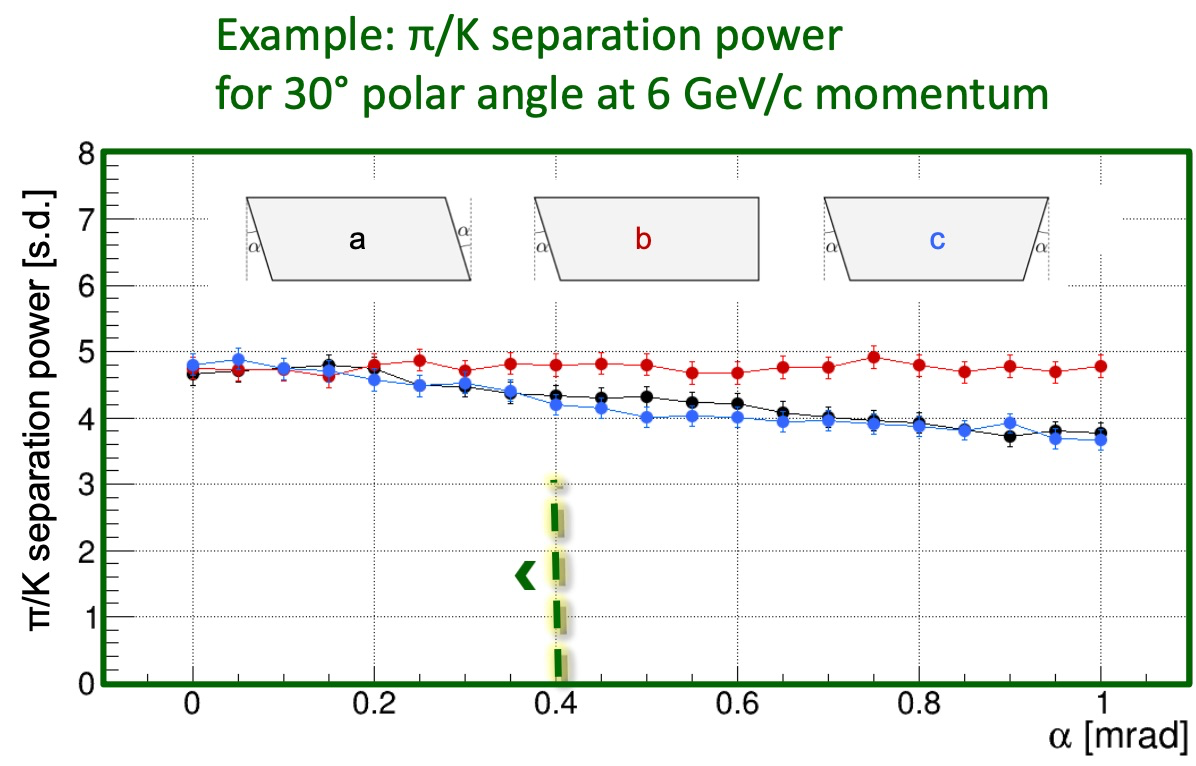 Example: π/K separation power
for 30° polar angle at 6 GeV/c momentum
π/K separation power [s.d.]
8
7
6
5
4
3
2
1
0
α a α
α b
α c α
0 0.2 0.4 0.6 0.8 1
α [mrad]